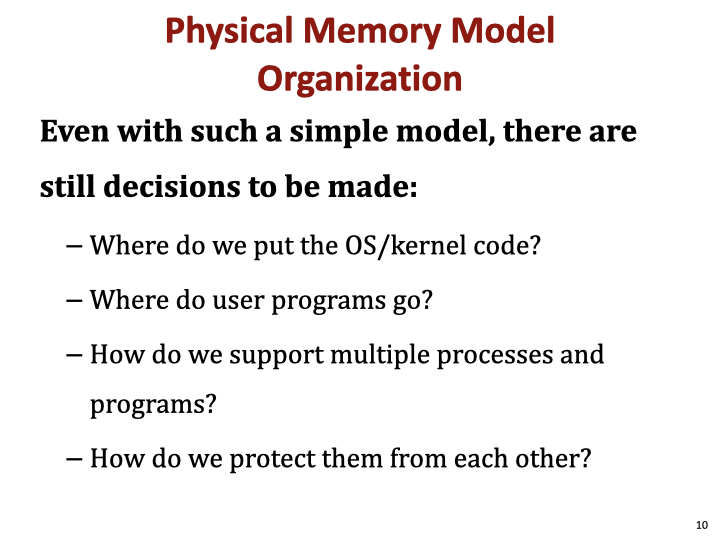 Physical Memory Model
Organization
Even with such a simple model, there are
still decisions to be made:
– Where do we put the OS/kernel code?
– Where do user programs go?
– How do we support multiple processes and
programs?
– How do we protect them from each other?
10